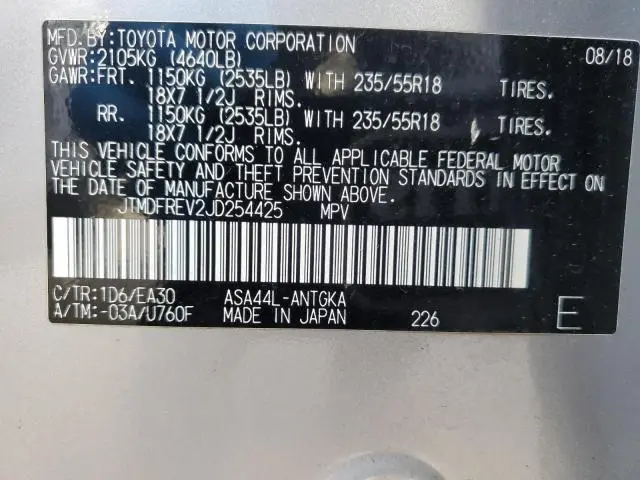 MFD.BY:TOYOTA MOTOR CORPORATION 08/18
GVWR:2105KG (4640LB)
GAWR:FRT. 1150KG (2535LB) WITH 235/55R18 TIRES.
18X7 1/2J RIMS.
RR. 1150KG (2535LB) WITH 235/55R18 TIRES.
18X7 1/2J RIMS.
THIS VEHICLE CONFORMS TO ALL APPLICABLE FEDERAL MOTOR
VEHICLE SAFETY AND THEFT PREVENTION STANDARDS IN EFFECT ON
THE DATE OF MANUFACTURE SHOWN ABOVE.
JTMDFREV2JD254425 MPV
C/TR:1D6/EA30 ASA44L-ANTGKA
A/TM:-03A/U760F MADE IN JAPAN 226 E